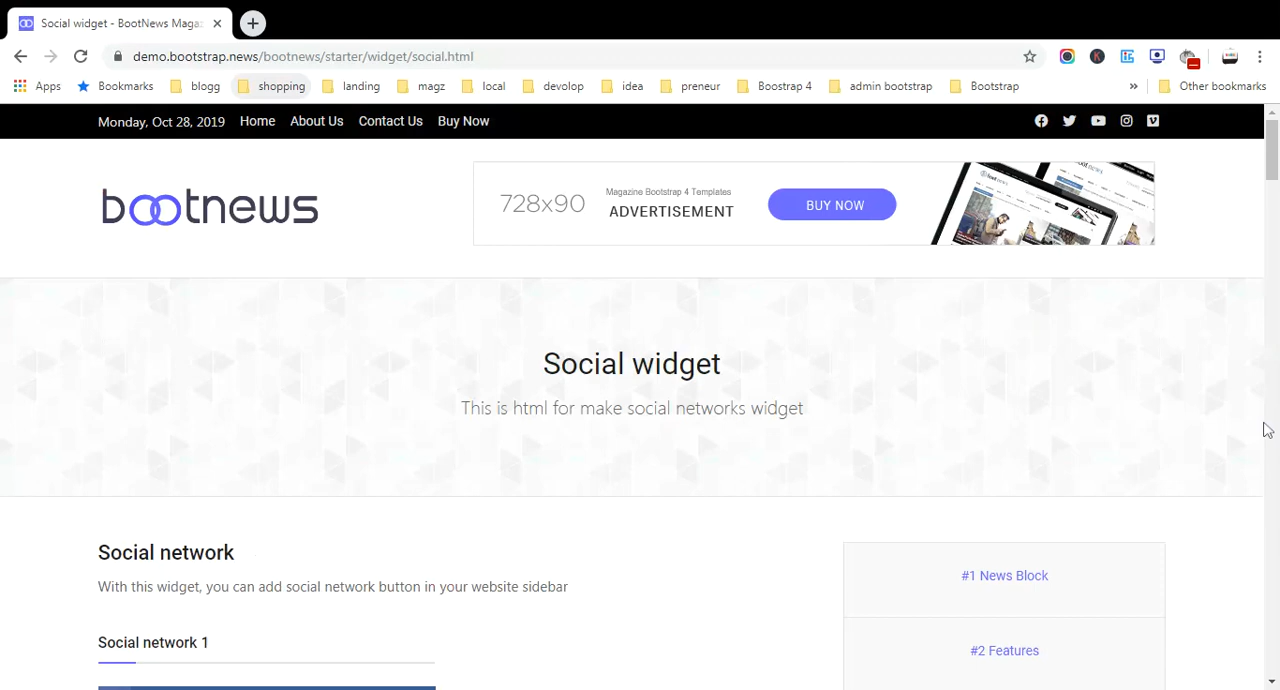 Social widget - BootNews Maga
demo.bootstrap.news/bootnews/starter/widget/social.html
Apps Bookmarks blogg shopping landing magz local devolop idea preneur Boostrap 4 admin bootstrap Bootstrap » Other bookmarks
Monday, Oct 28, 2019 Home About Us Contact Us Buy Now
bootnews
728x90
Magazine Bootstrap 4 Templates
ADVERTISEMENT
BUY NOW
Social widget
This is html for make social networks widget
Social network
With this widget, you can add social network button in your website sidebar
Social network 1
#1 News Block
#2 Features